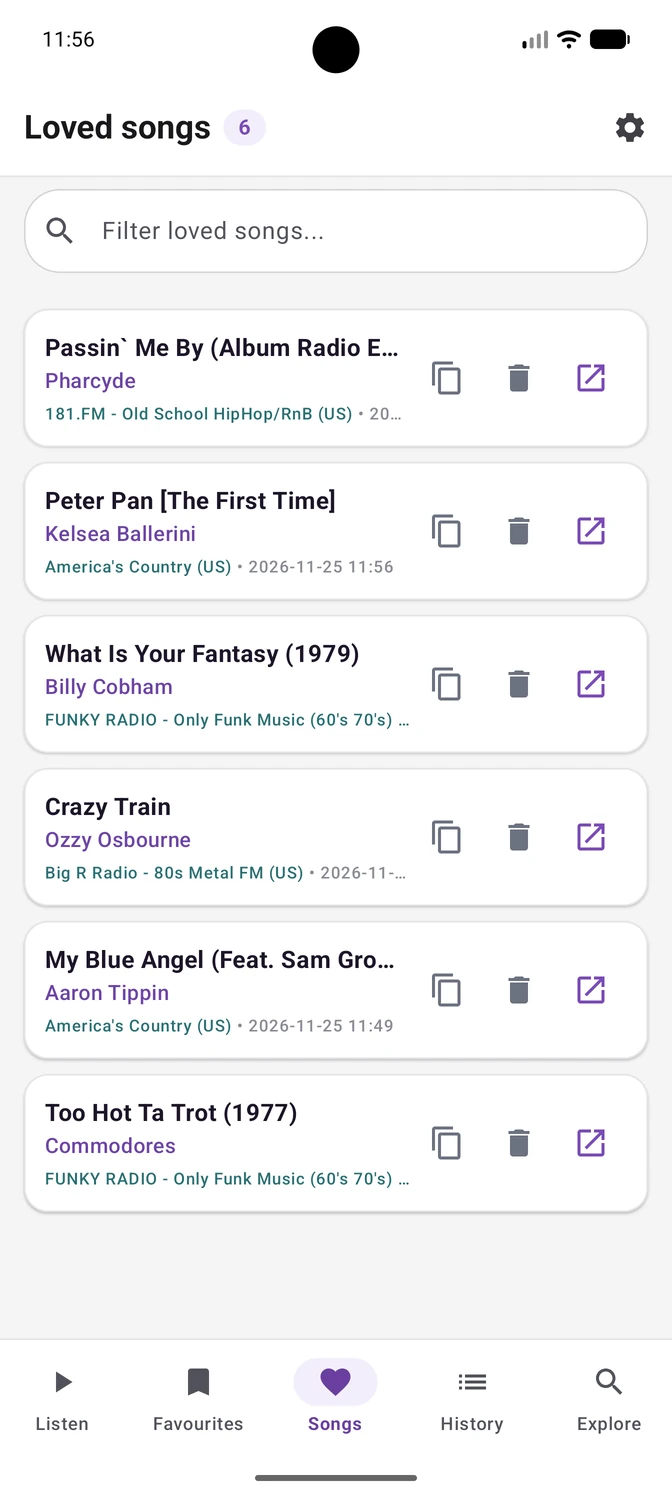 11:56
Loved songs 6
Filter loved songs...
Passin` Me By (Album Radio E...
Pharcyde
181.FM - Old School HipHop/RnB (US) • 20...
Peter Pan [The First Time]
Kelsea Ballerini
America's Country (US) • 2026-11-25 11:56
What Is Your Fantasy (1979)
Billy Cobham
FUNKY RADIO - Only Funk Music (60's 70's) ...
Crazy Train
Ozzy Osbourne
Big R Radio - 80s Metal FM (US) • 2026-11-...
My Blue Angel (Feat. Sam Gro...
Aaron Tippin
America's Country (US) • 2026-11-25 11:49
Too Hot Ta Trot (1977)
Commodores
FUNKY RADIO - Only Funk Music (60's 70's) ...
Listen Favourites Songs History Explore